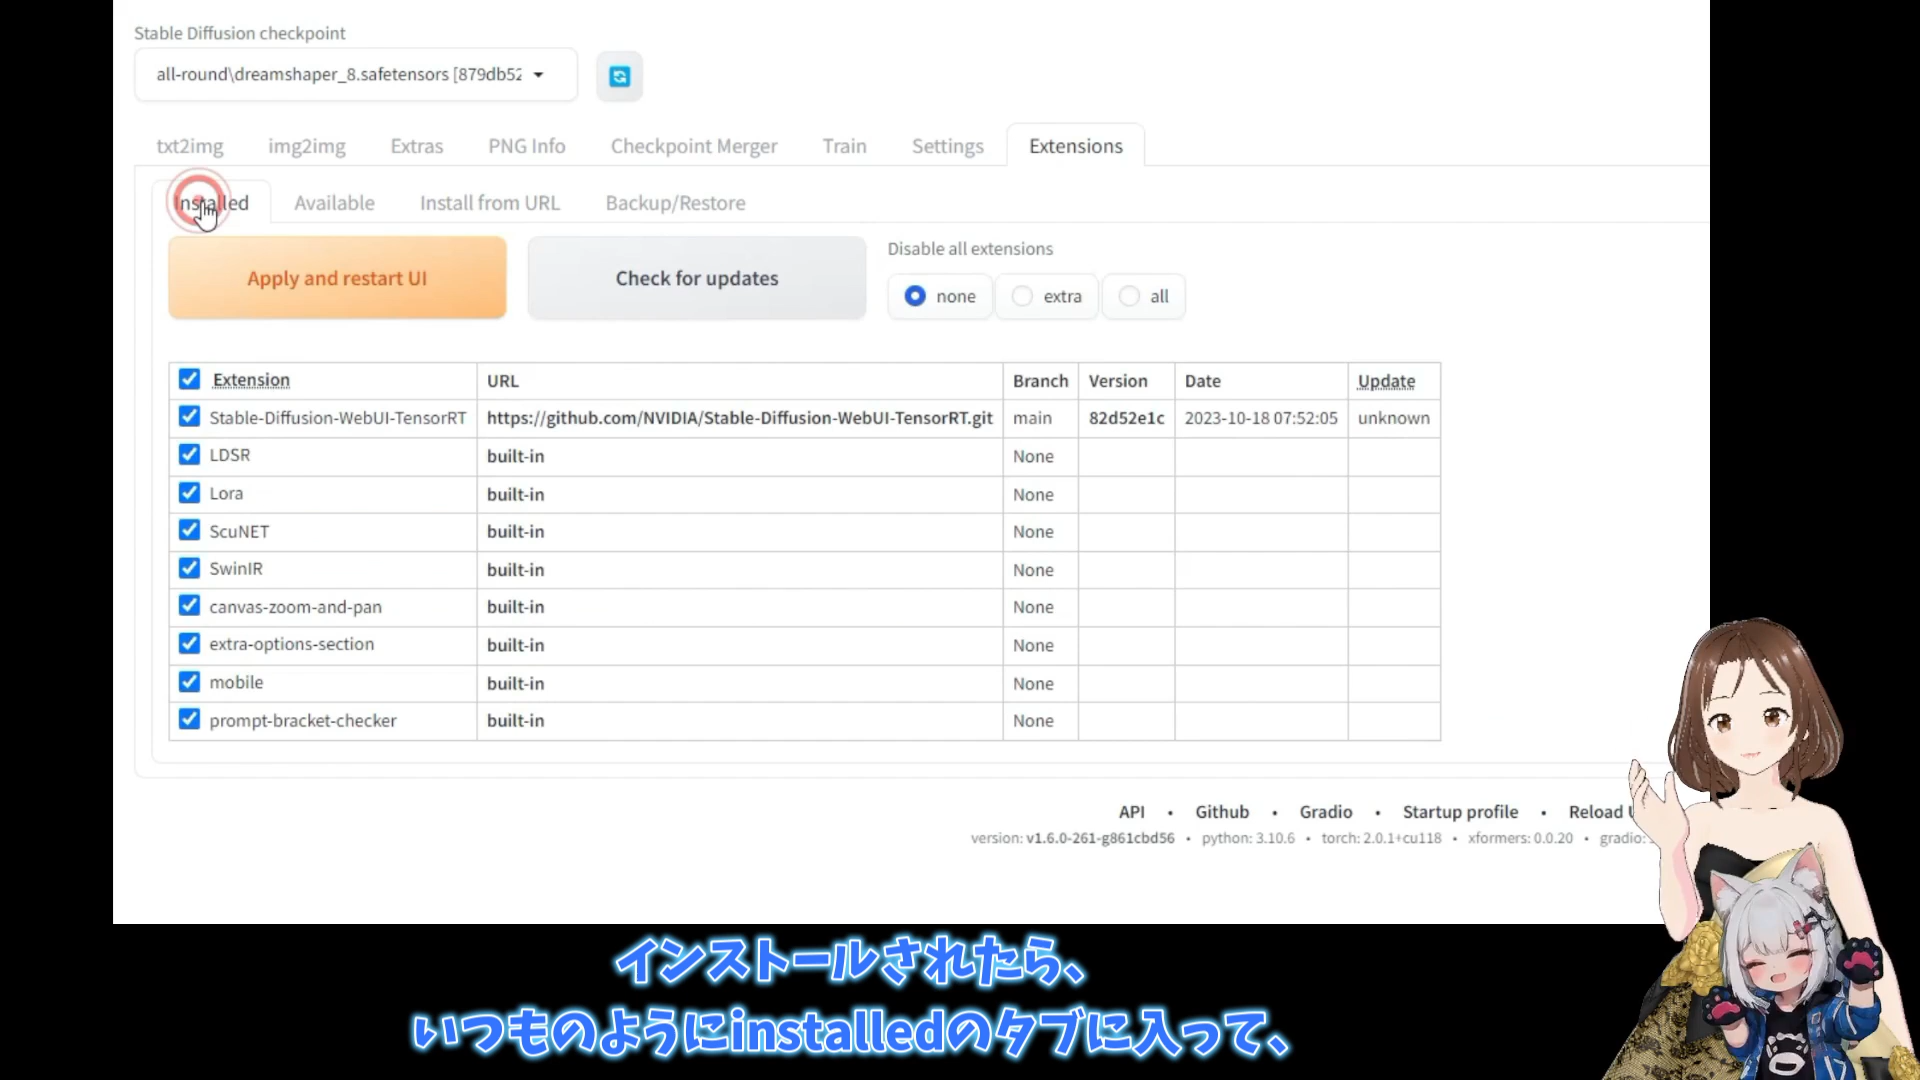 Stable Diffusion checkpoint
all-round\dreamshaper_8.safetensors [879db52
txt2img img2img Extras PNG Info Checkpoint Merger Train Settings Extensions
Installed Available Install from URL Backup/Restore
Disable all extensions
Apply and restart UI Check for updates none extra all
Extension URL Branch Version Date Update
Stable-Diffusion-WebUI-TensorRT https://github.com/NVIDIA/Stable-Diffusion-WebUI-TensorRT.git main 82d52e1c 2023-10-18 07:52:05 unknown
LDSR built-in None
Lora built-in None
ScuNET built-in None
SwinIR built-in None
canvas-zoom-and-pan built-in None
extra-options-section built-in None
mobile built-in None
prompt-bracket-checker built-in None
API • Github • Gradio • Startup profile • Reload
version: v1.6.0-261-g861cbd56 • python: 3.10.6 • torch: 2.0.1+cu118 • xformers: 0.0.20 • gradio:
インストールされたら、
いつものようにinstalledのタブに入って、